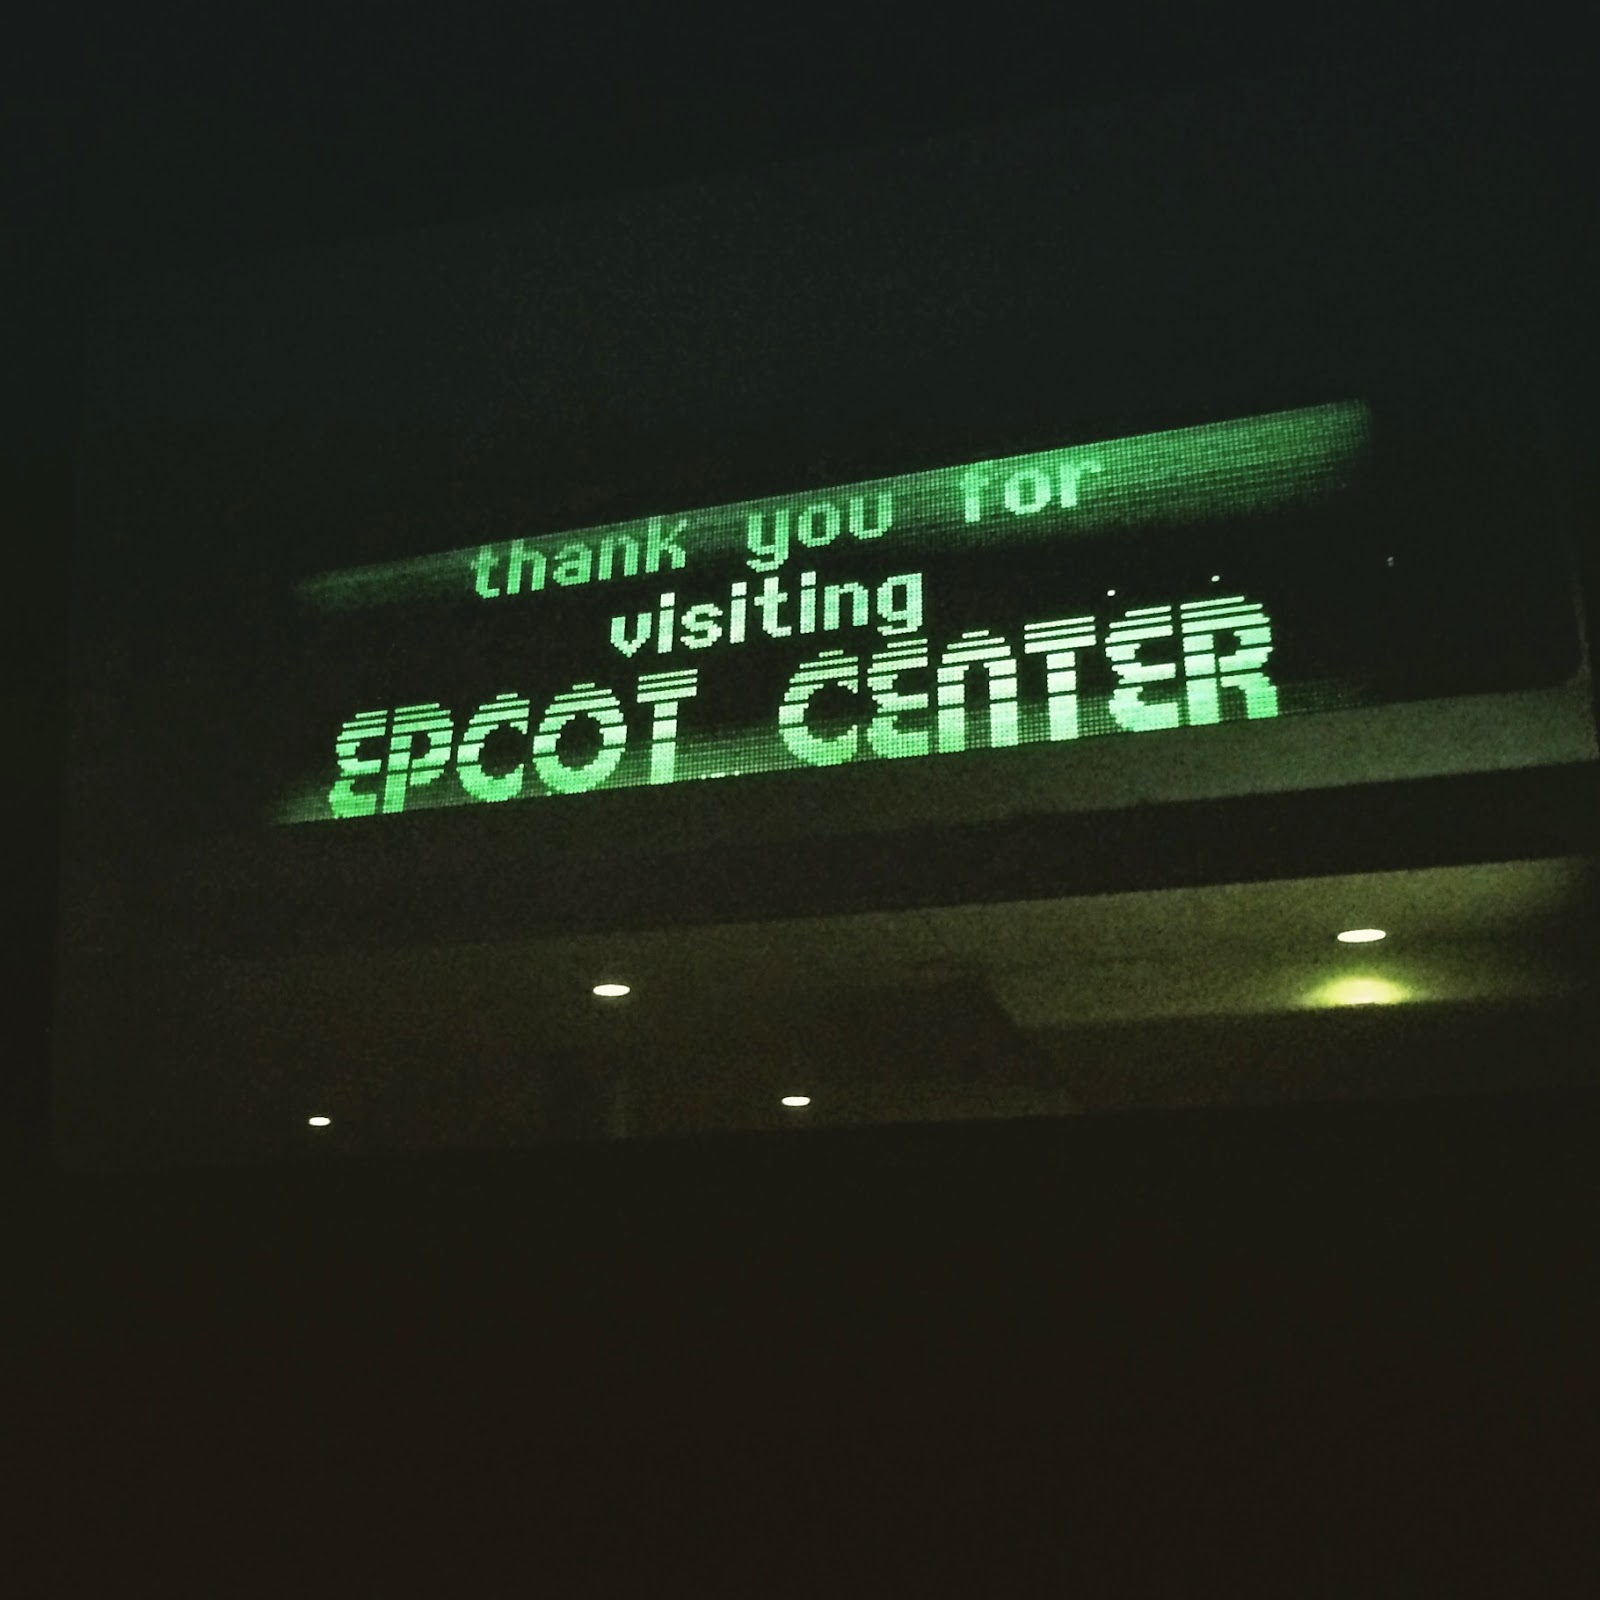 thank you for
visiting
EPCOT CENTER